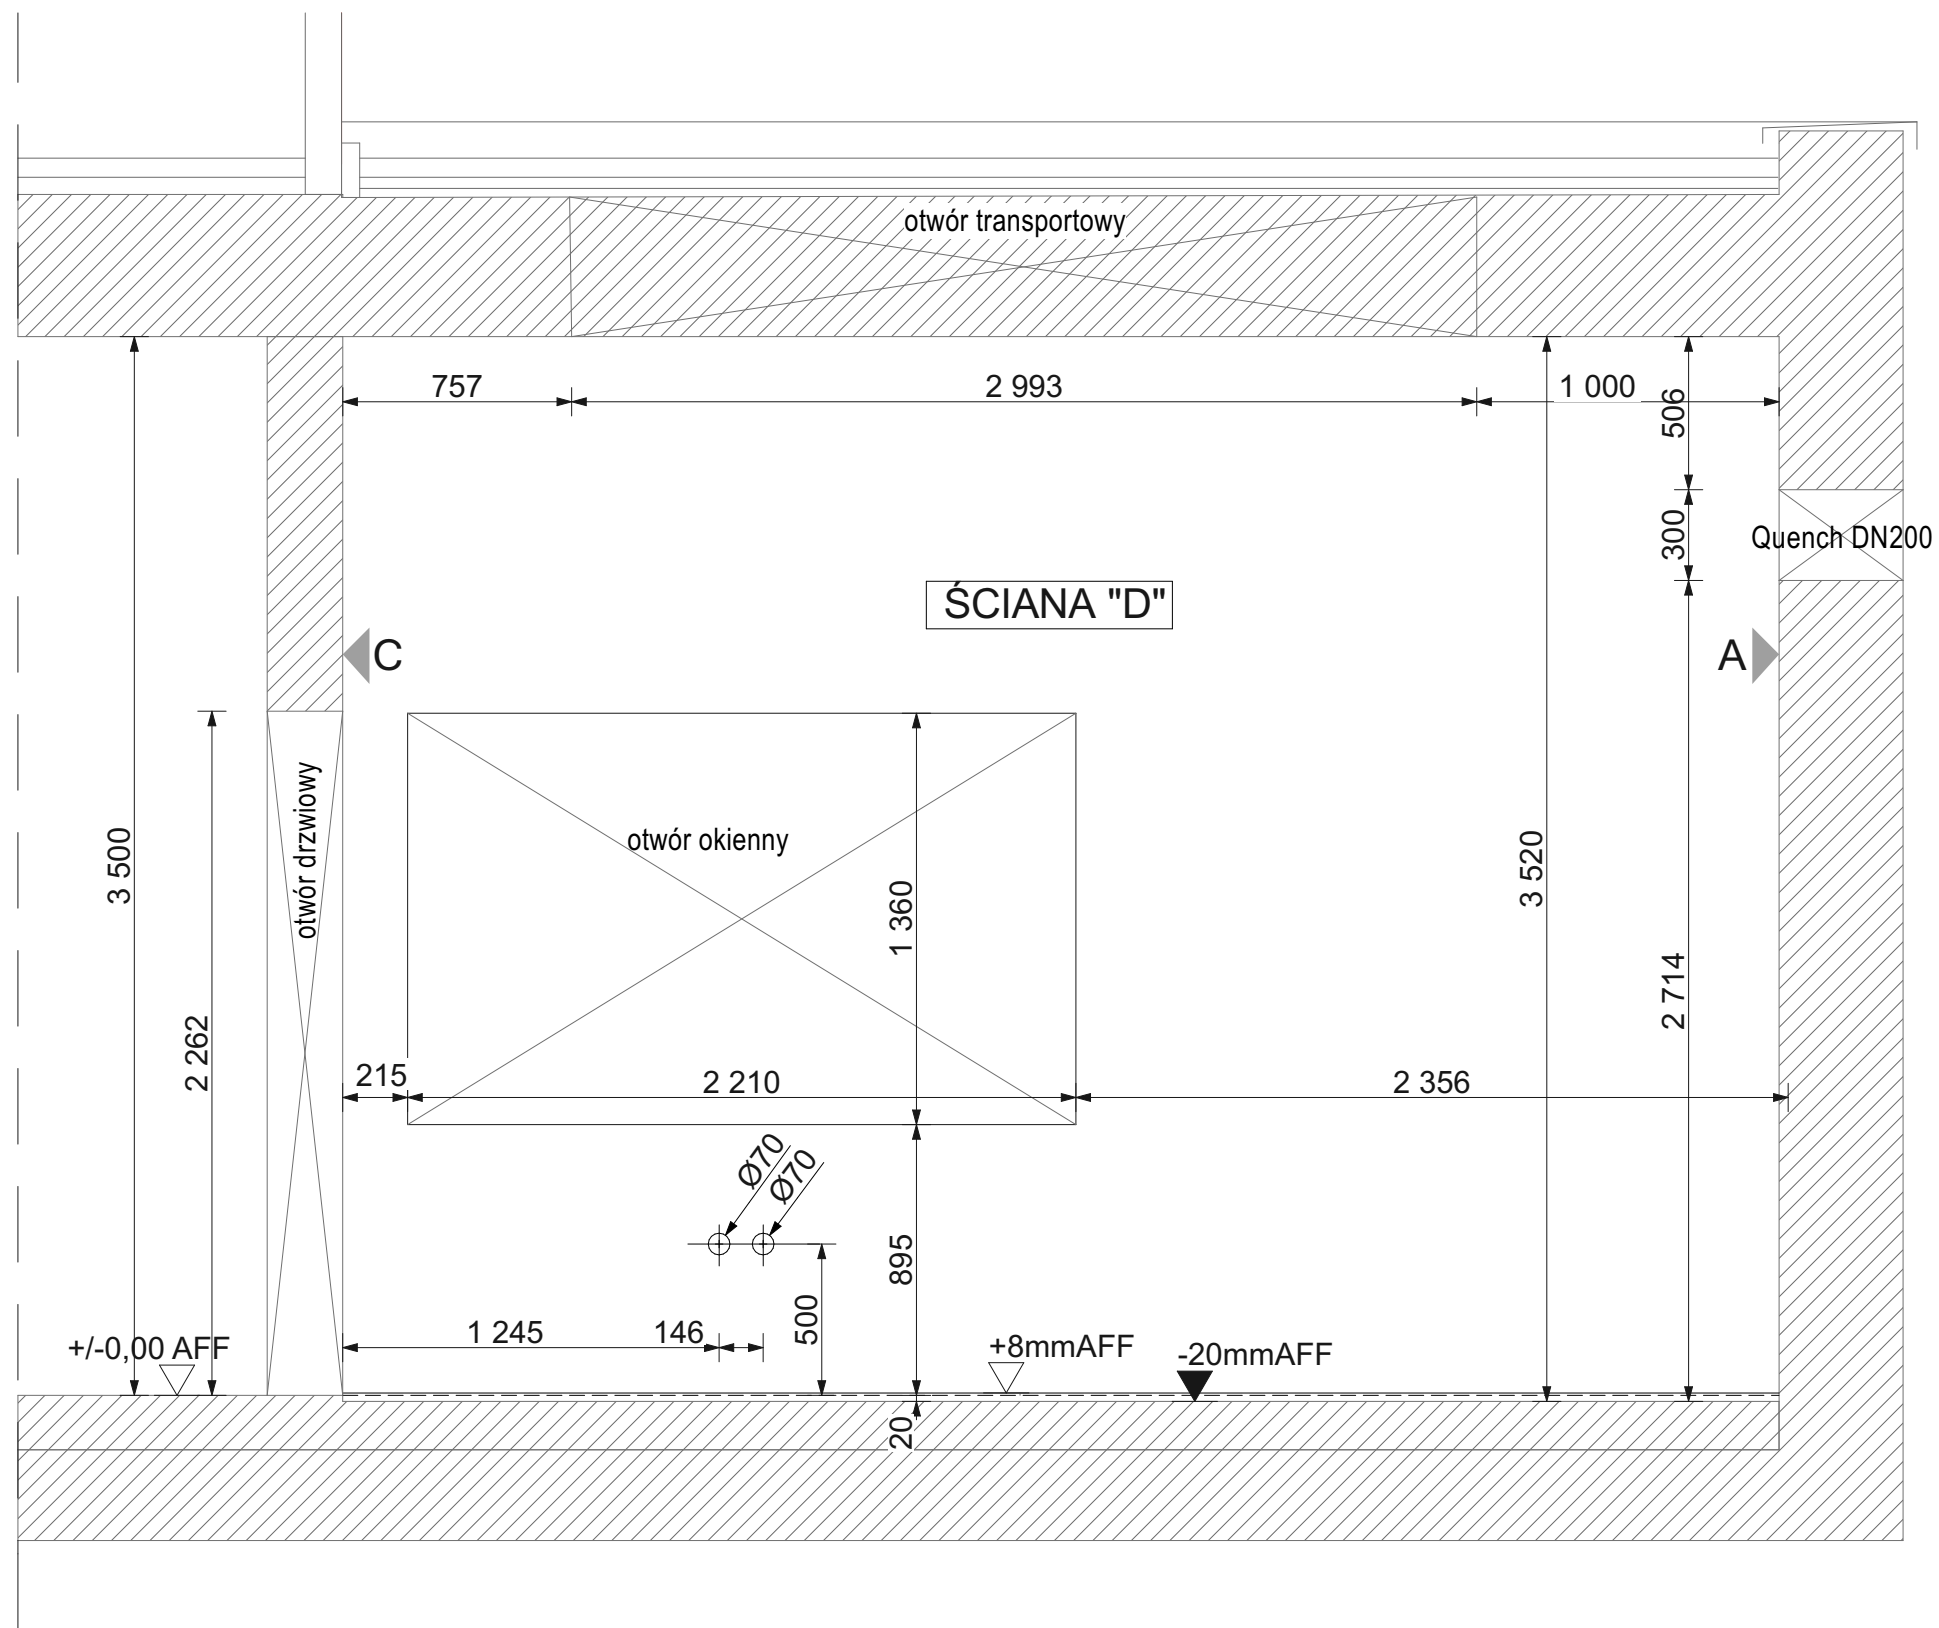 otwór transportowy
757
2 993
1 000
506
300
Quench DN200
ŚCIANA "D"
C
A
otwór drzwiowy
otwór okienny
3 500
2 262
1 360
3 520
2 714
215
2 210
2 356
Ø70
Ø70
895
500
1 245
146
+/-0,00 AFF
+8mmAFF
-20mmAFF
20